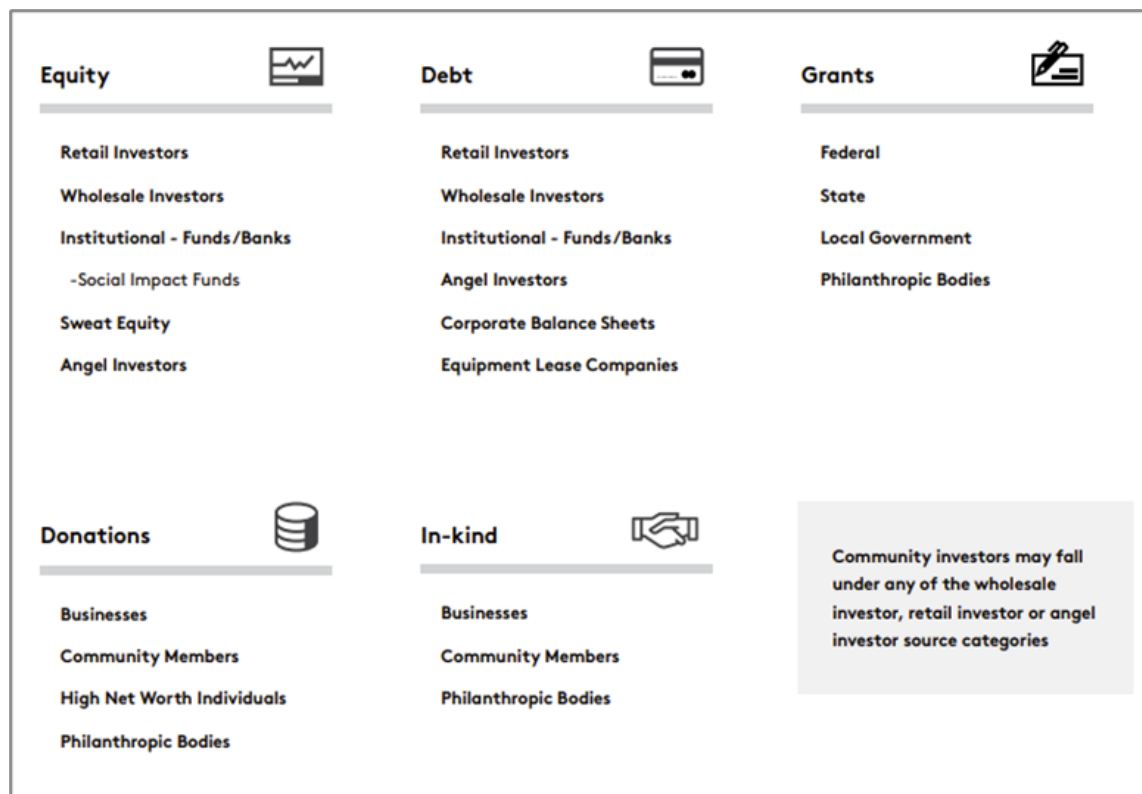 Equity
Retail Investors
Wholesale Investors
Institutional - Funds/Banks
-Social Impact Funds
Sweat Equity
Angel Investors
Debt
Retail Investors
Wholesale Investors
Institutional - Funds/Banks
Angel Investors
Corporate Balance Sheets
Equipment Lease Companies
Grants
Federal
State
Local Government
Philanthropic Bodies
Donations
Businesses
Community Members
High Net Worth Individuals
Philanthropic Bodies
In-kind
Businesses
Community Members
Philanthropic Bodies
Community investors may fall
under any of the wholesale
investor, retail investor or angel
investor source categories